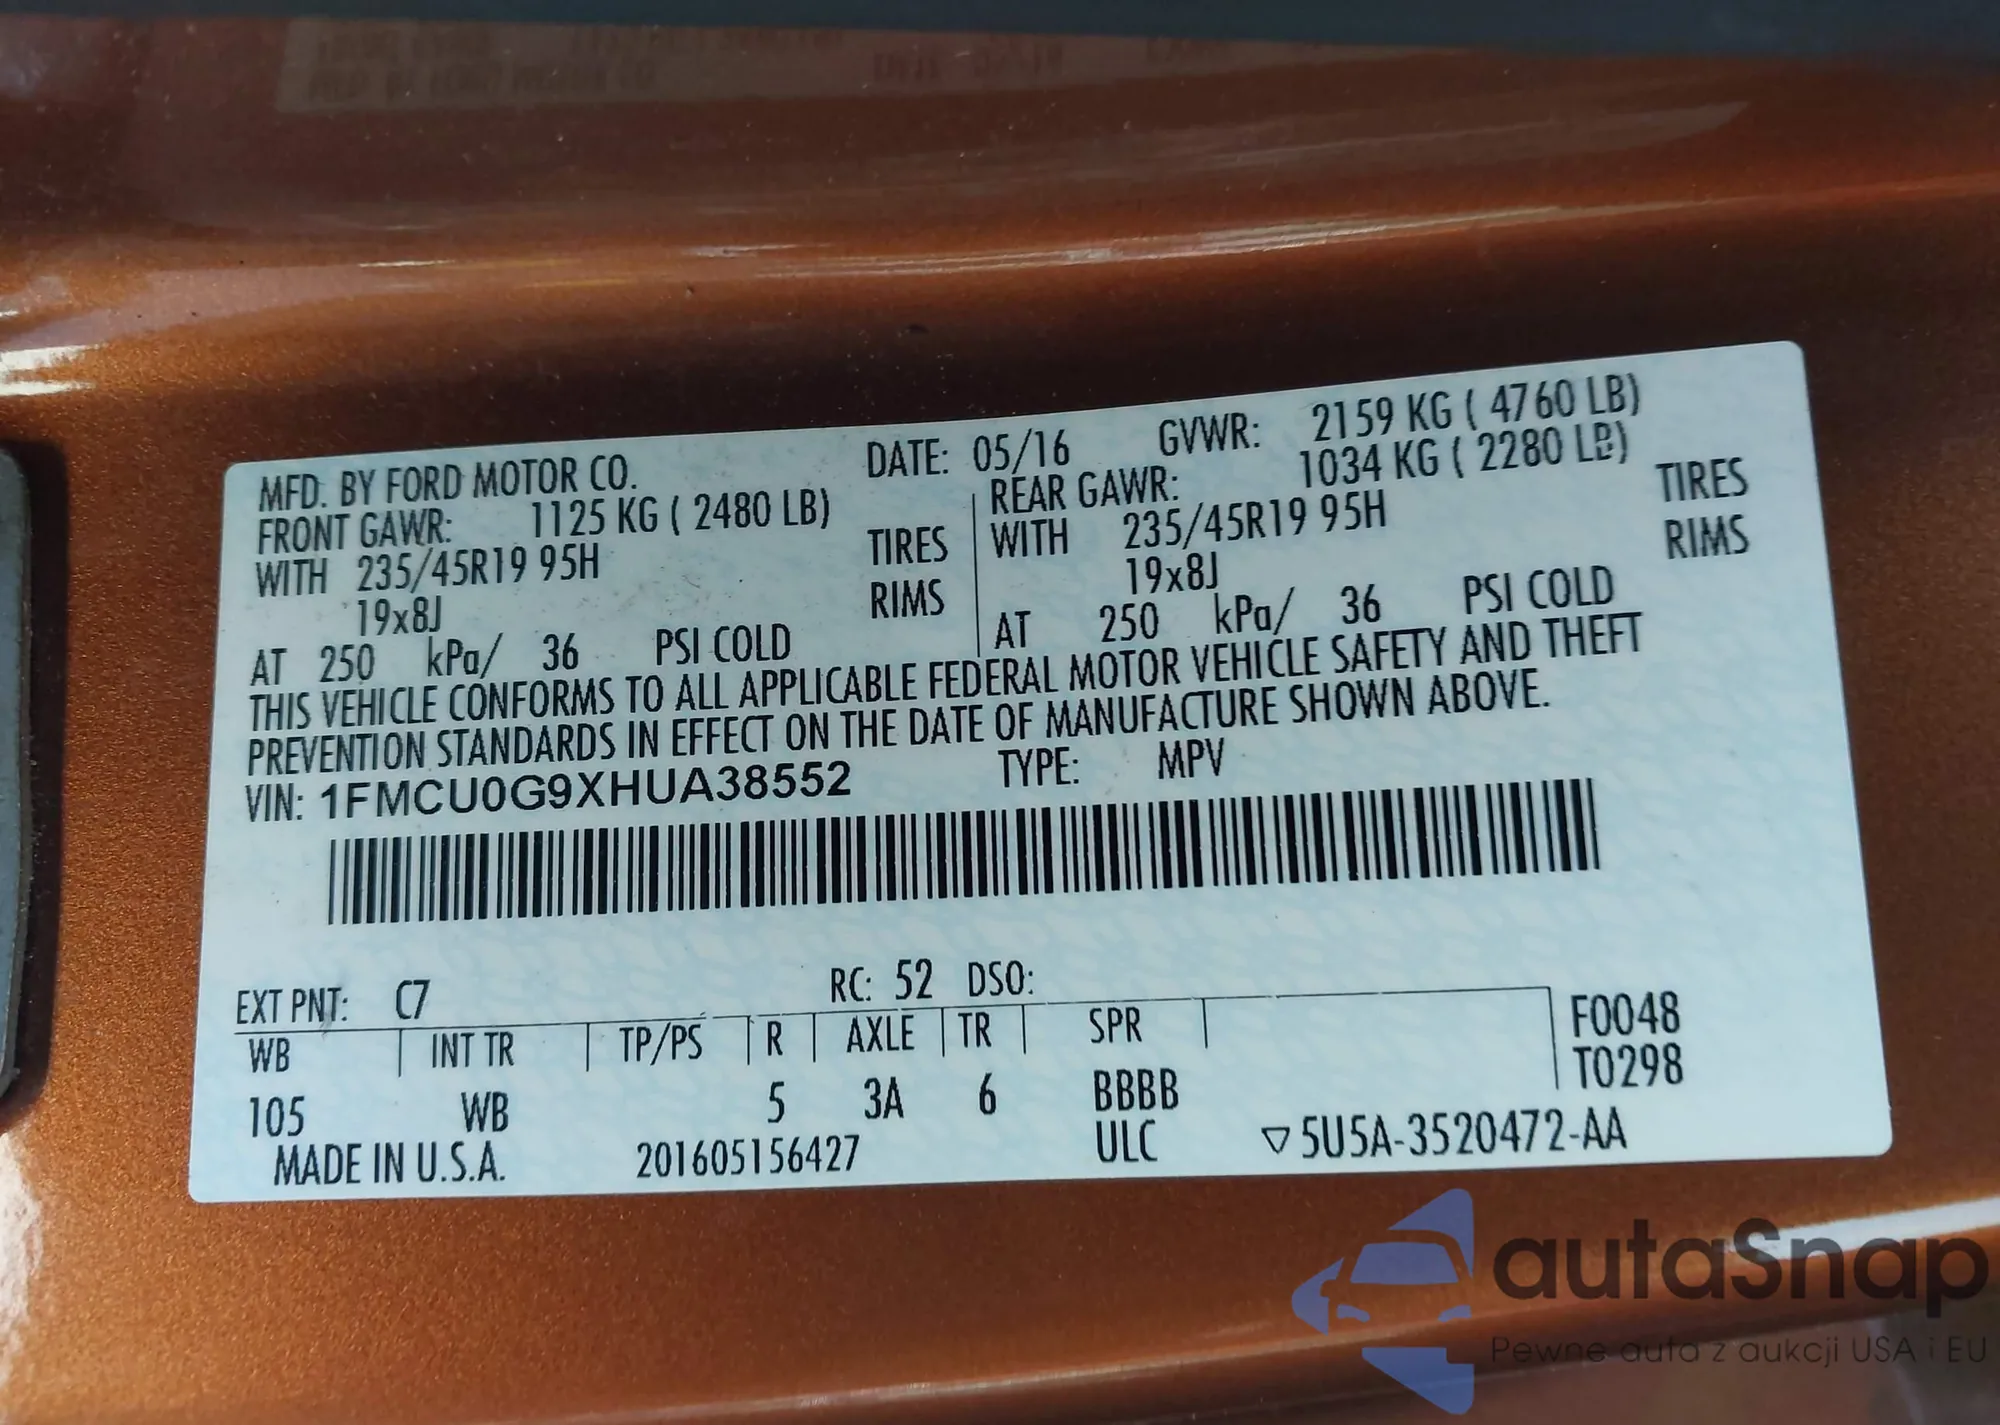 MFD. BY FORD MOTOR CO. DATE: 05/16 GVWR: 2159 KG ( 4760 LB)
FRONT GAWR: 1125 KG ( 2480 LB) REAR GAWR: 1034 KG ( 2280 LB)
WITH 235/45R19 95H TIRES WITH 235/45R19 95H TIRES
19x8J RIMS 19x8J RIMS
AT 250 kPa/ 36 PSI COLD AT 250 kPa/ 36 PSI COLD
THIS VEHICLE CONFORMS TO ALL APPLICABLE FEDERAL MOTOR VEHICLE SAFETY AND THEFT
PREVENTION STANDARDS IN EFFECT ON THE DATE OF MANUFACTURE SHOWN ABOVE.
VIN: 1FMCU0G9XHUA38552 TYPE: MPV
EXT PNT: C7 RC: 52 DSO:
WB INT TR TP/PS R AXLE TR SPR F0048
T0298
105 WB 5 3A 6 BBBB
MADE IN U.S.A. 201605156427 ULC ▽5U5A-3520472-AA
autaSnap
Pewne auta z aukcji USA i EU